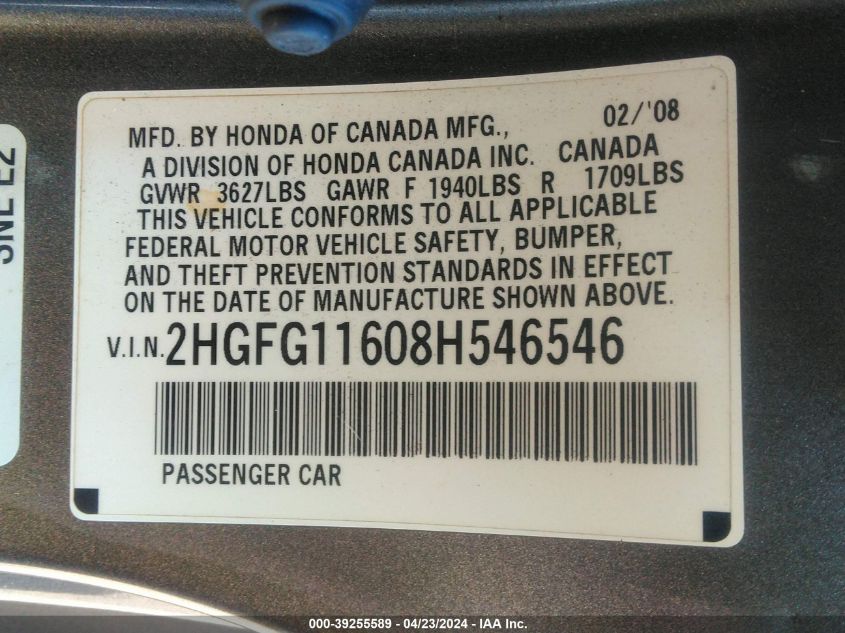 MFD. BY HONDA OF CANADA MFG., 02/'08
A DIVISION OF HONDA CANADA INC. CANADA
GVWR 3627LBS GAWR F 1940LBS R 1709LBS
THIS VEHICLE CONFORMS TO ALL APPLICABLE
FEDERAL MOTOR VEHICLE SAFETY, BUMPER,
AND THEFT PREVENTION STANDARDS IN EFFECT
ON THE DATE OF MANUFACTURE SHOWN ABOVE.
V.I.N. 2HGFG11608H546546
PASSENGER CAR
000-39255589 - 04/23/2024 - IAA Inc.